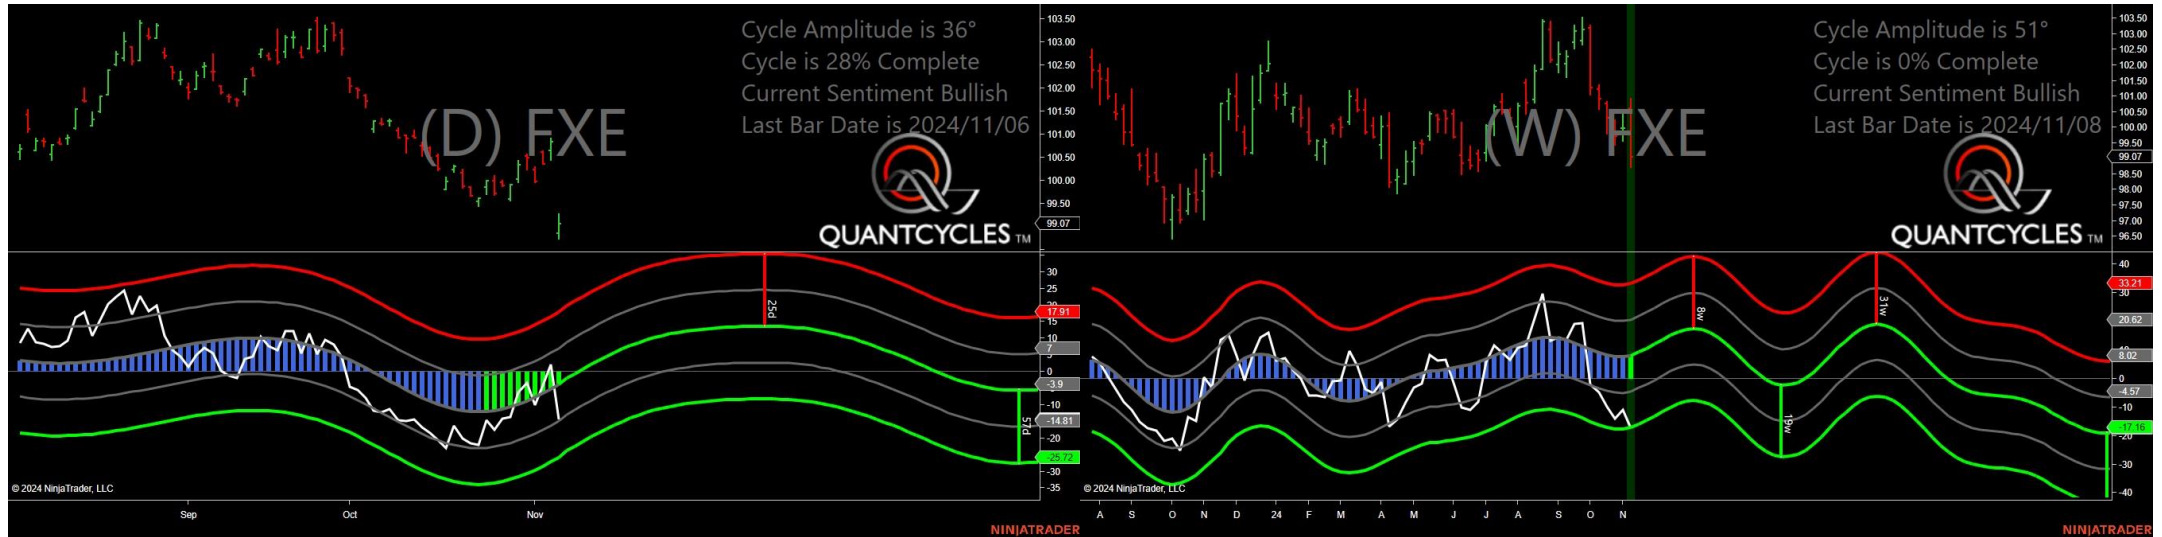 Cycle Amplitude is 36°
Cycle is 28% Complete
Current Sentiment Bullish
Last Bar Date is 2024/11/06
(D) FXE
QUANTCYCLES TM
103.50
103.00
102.50
102.00
101.50
101.00
100.50
100.00
99.50
99.07
30
25
20
17.91
15
10
7
5
0
-3.9
-10
-14.81
-20
-25.72
-30
-35
25d
57d
© 2024 NinjaTrader, LLC
Sep Oct Nov
NINJATRADER
Cycle Amplitude is 51°
Cycle is 0% Complete
Current Sentiment Bullish
Last Bar Date is 2024/11/08
(W) FXE
QUANTCYCLES TM
103.50
103.00
102.50
102.00
101.50
101.00
100.50
100.00
99.50
99.07
98.50
98.00
97.50
97.00
96.50
40
33.21
30
20.62
8.02
0
-4.57
-10
-17.16
-20
-30
-40
8w
19w
31w
© 2024 NinjaTrader, LLC
A S O N D 24 F M A M J J A S O N
NINJATRADER